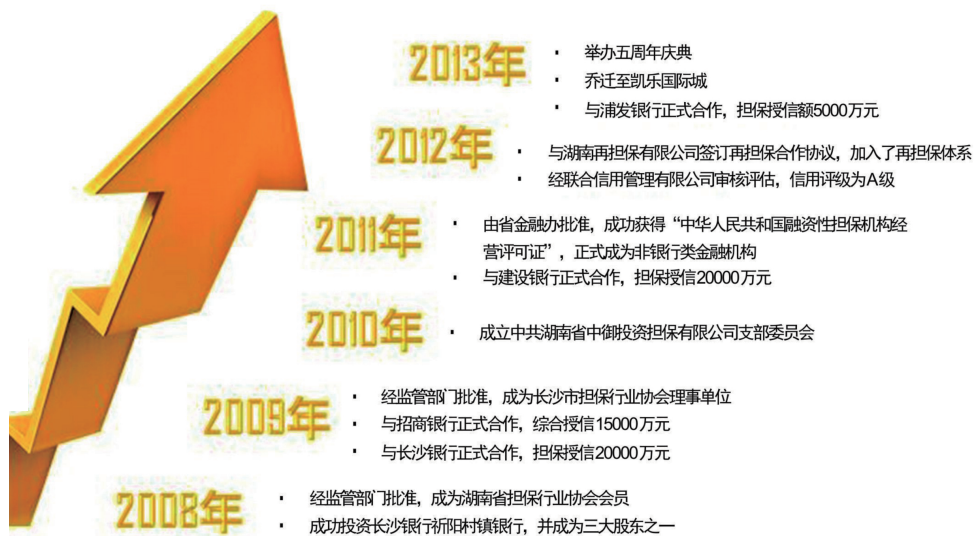 2013年
举办五周年庆典
乔迁至凯乐国际城
与浦发银行正式合作，担保授信额5000万元
2012年
与湖南再担保有限公司签订再担保合作协议，加入了再担保体系
经联合信用管理有限公司审核评估，信用评级为A级
2011年
由省金融办批准，成功获得“中华人民共和国融资性担保机构经
营评可证”，正式成为非银行类金融机构
与建设银行正式合作，担保授信20000万元
2010年
成立中共湖南省中御投资担保有限公司支部委员会
2009年
经监管部门批准，成为长沙市担保行业协会理事单位
与招商银行正式合作，综合授信15000万元
与长沙银行正式合作，担保授信20000万元
2008年
经监管部门批准，成为湖南省担保行业协会会员
成功投资长沙银行祈阳村镇银行，并成为三大股东之一